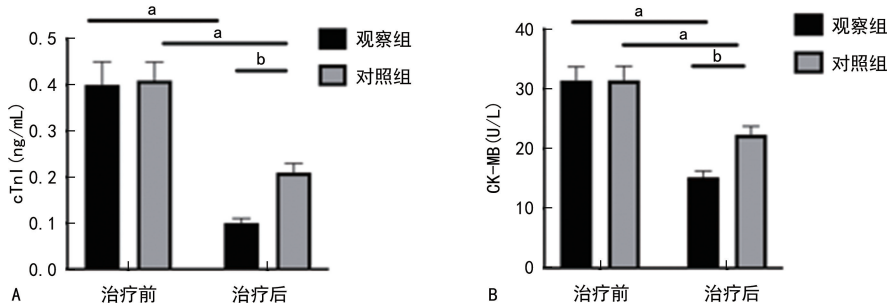 a
a
b
观察组
对照组
cTnI(ng/mL)
0.5
0.4
0.3
0.2
0.1
0.0
治疗前
治疗后
A
a
a
b
观察组
对照组
CK-MB(U/L)
40
30
20
10
0
治疗前
治疗后
B